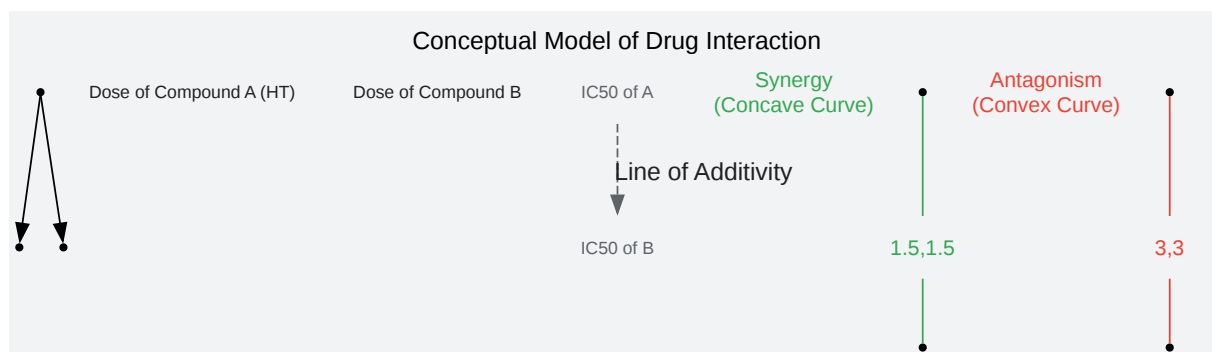 Conceptual Model of Drug Interaction
Dose of Compound A (HT)
Dose of Compound B
IC50 of A
Synergy
(Concave Curve)
Antagonism
(Convex Curve)
Line of Additivity
IC50 of B
1.5,1.5
3,3